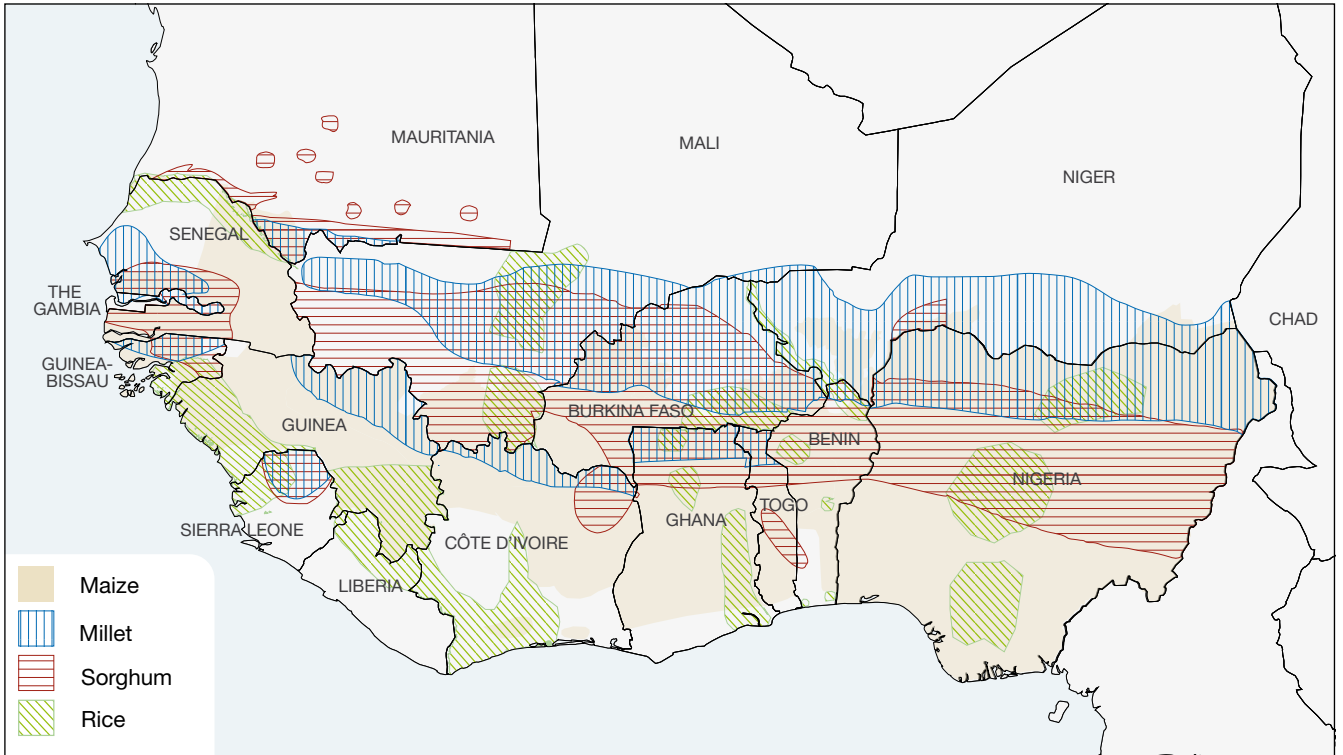 MAURITANIA
MALI
NIGER
SENEGAL
THE
GAMBIA
CHAD
GUINEA-
BISSAU
GUINEA
BURKINA FASO
BENIN
NIGERIA
TOGO
GHANA
SIERRA LEONE
CÔTE D'IVOIRE
LIBERIA
Maize
Millet
Sorghum
Rice